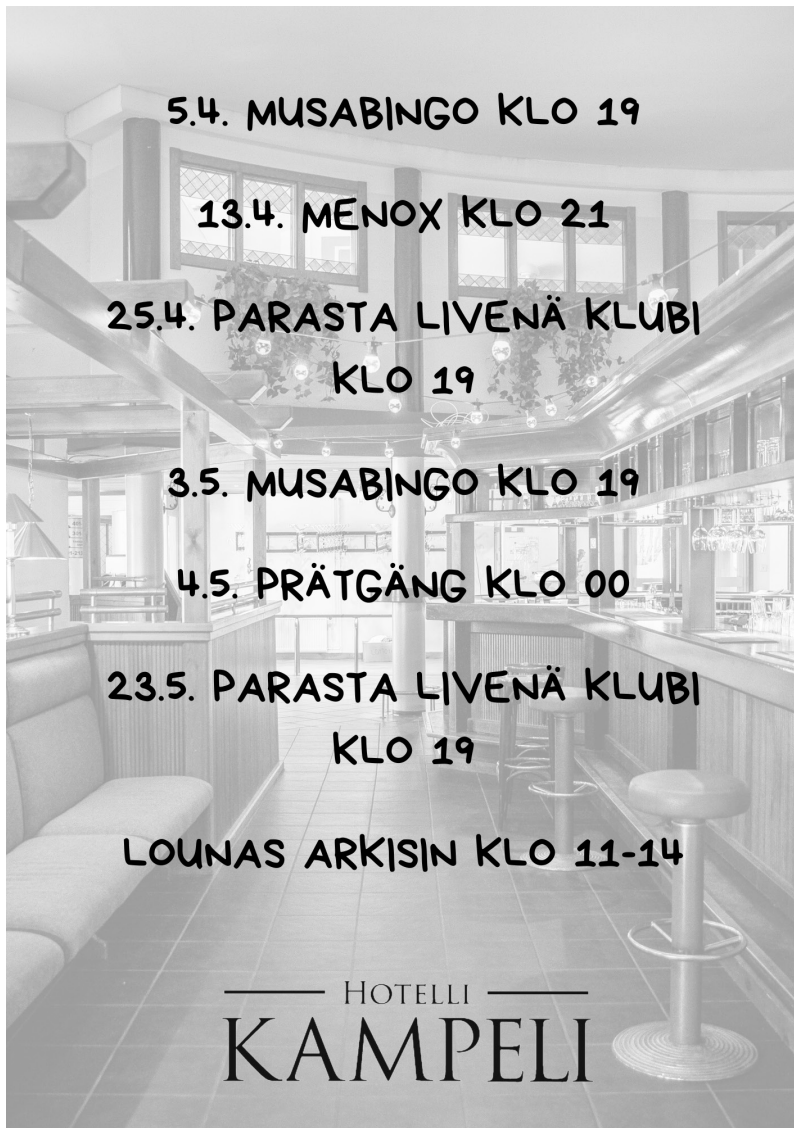 5.4. MUSABINGO KLO 19
13.4. MENOX KLO 21
25.4. PARASTA LIVENÄ KLUBI
KLO 19
3.5. MUSABINGO KLO 19
4.5. PRÄTGÄNG KLO 00
23.5. PARASTA LIVENÄ KLUBI
KLO 19
LOUNAS ARKISIN KLO 11-14
HOTELLI
KAMPELI